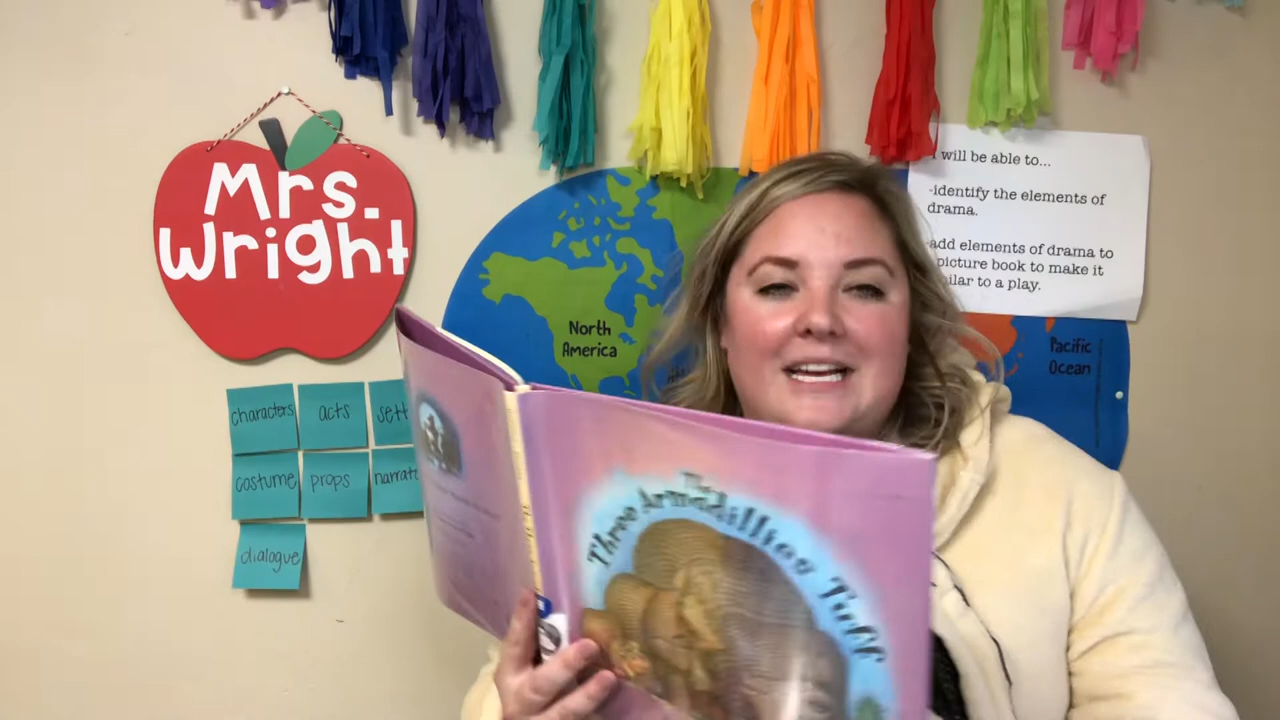 Mrs.
Wright
I will be able to...
-identify the elements of
drama.
-add elements of drama to
picture book to make it
to a play.
North
America
Pacific
Ocean
characters
acts
costume
props
dialogue
The
Three Armadillies Tuff